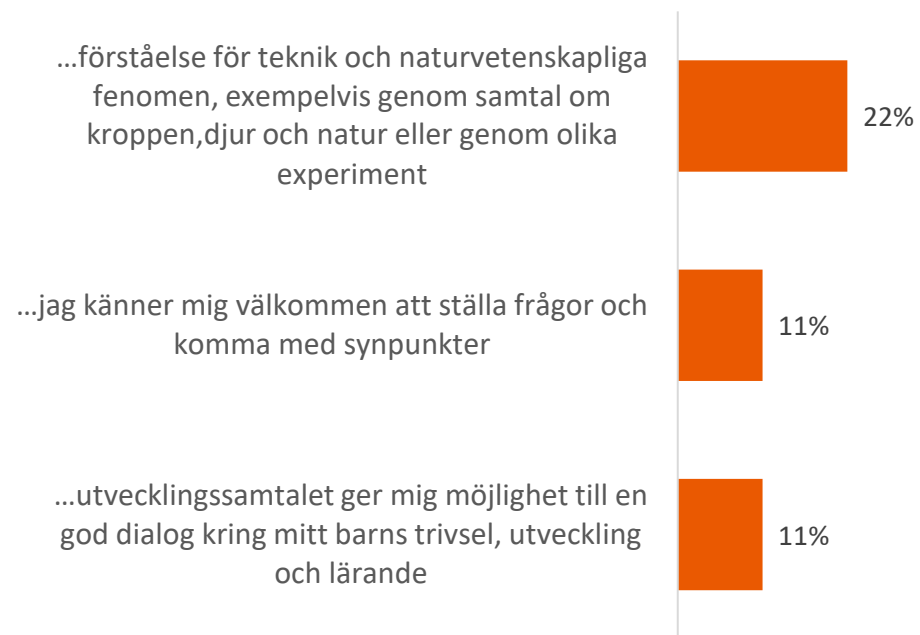 ...förståelse för teknik och naturvetenskapliga
fenomen, exempelvis genom samtal om
kroppen,djur och natur eller genom olika
experiment
22%
...jag känner mig välkommen att ställa frågor och
komma med synpunkter
11%
...utvecklingssamtalet ger mig möjlighet till en
god dialog kring mitt barns trivsel, utveckling
och lärande
11%